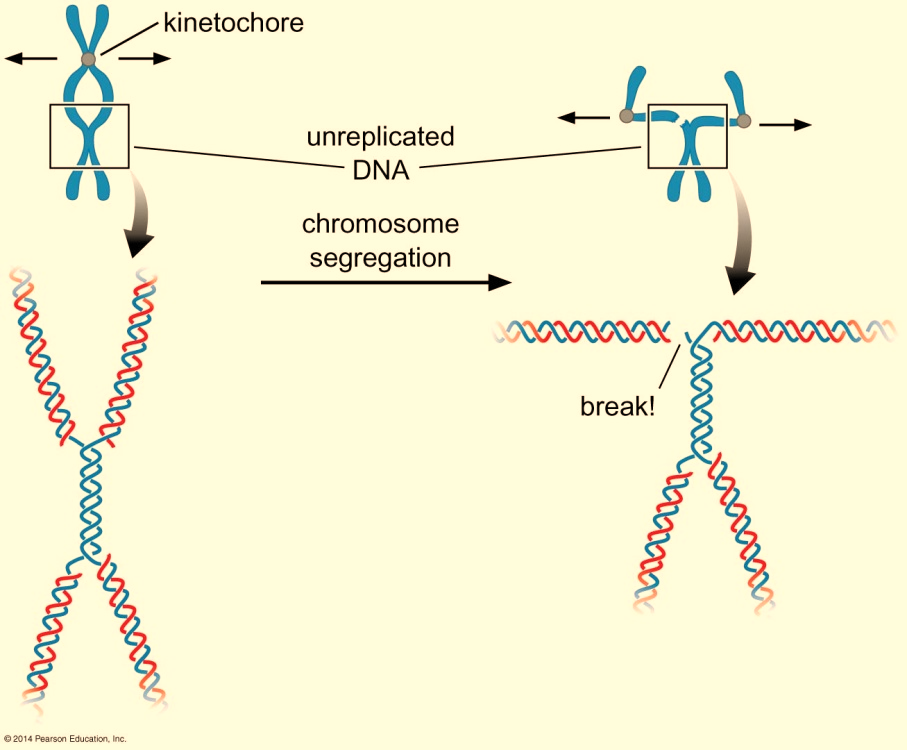 kinetochore
unreplicated
DNA
chromosome
segregation
break!
© 2014 Pearson Education, Inc.